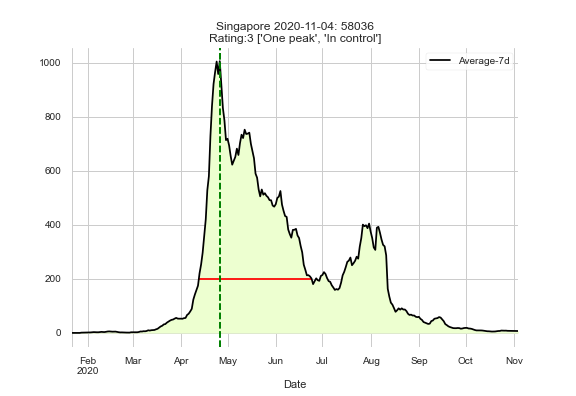 Singapore 2020-11-04: 58036
Rating:3 ['One peak', 'In control']
Average-7d
1000
800
600
400
200
0
Feb Mar Apr May Jun Jul Aug Sep Oct Nov
2020
Date